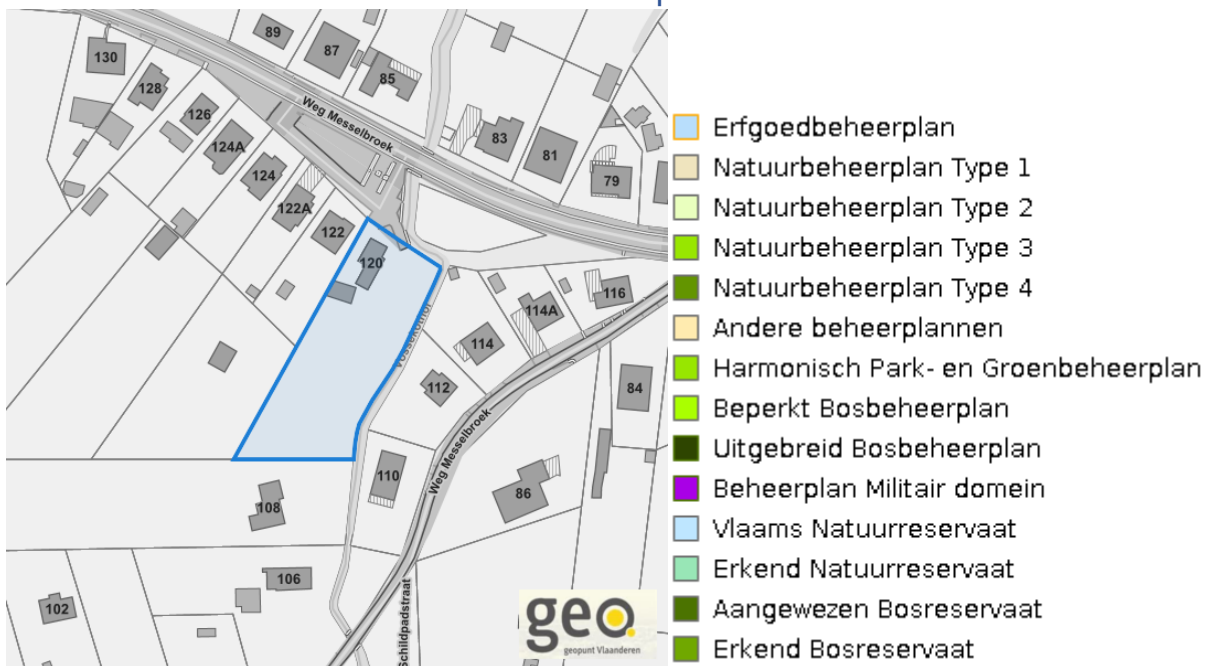 89
87
130
85
128
Weg Messelbroek
126
83
124A
81
124
79
122A
122
120
116
114A
Vossekothof
114
112
84
Weg Messelbroek
110
86
108
106
102
Schildpadstraat
geo.
geopunt Vlaanderen
Erfgoedbeheerplan
Natuurbeheerplan Type 1
Natuurbeheerplan Type 2
Natuurbeheerplan Type 3
Natuurbeheerplan Type 4
Andere beheerplannen
Harmonisch Park- en Groenbeheerplan
Beperkt Bosbeheerplan
Uitgebreid Bosbeheerplan
Beheerplan Militair domein
Vlaams Natuurreservaat
Erkend Natuurreservaat
Aangewezen Bosreservaat
Erkend Bosreservaat